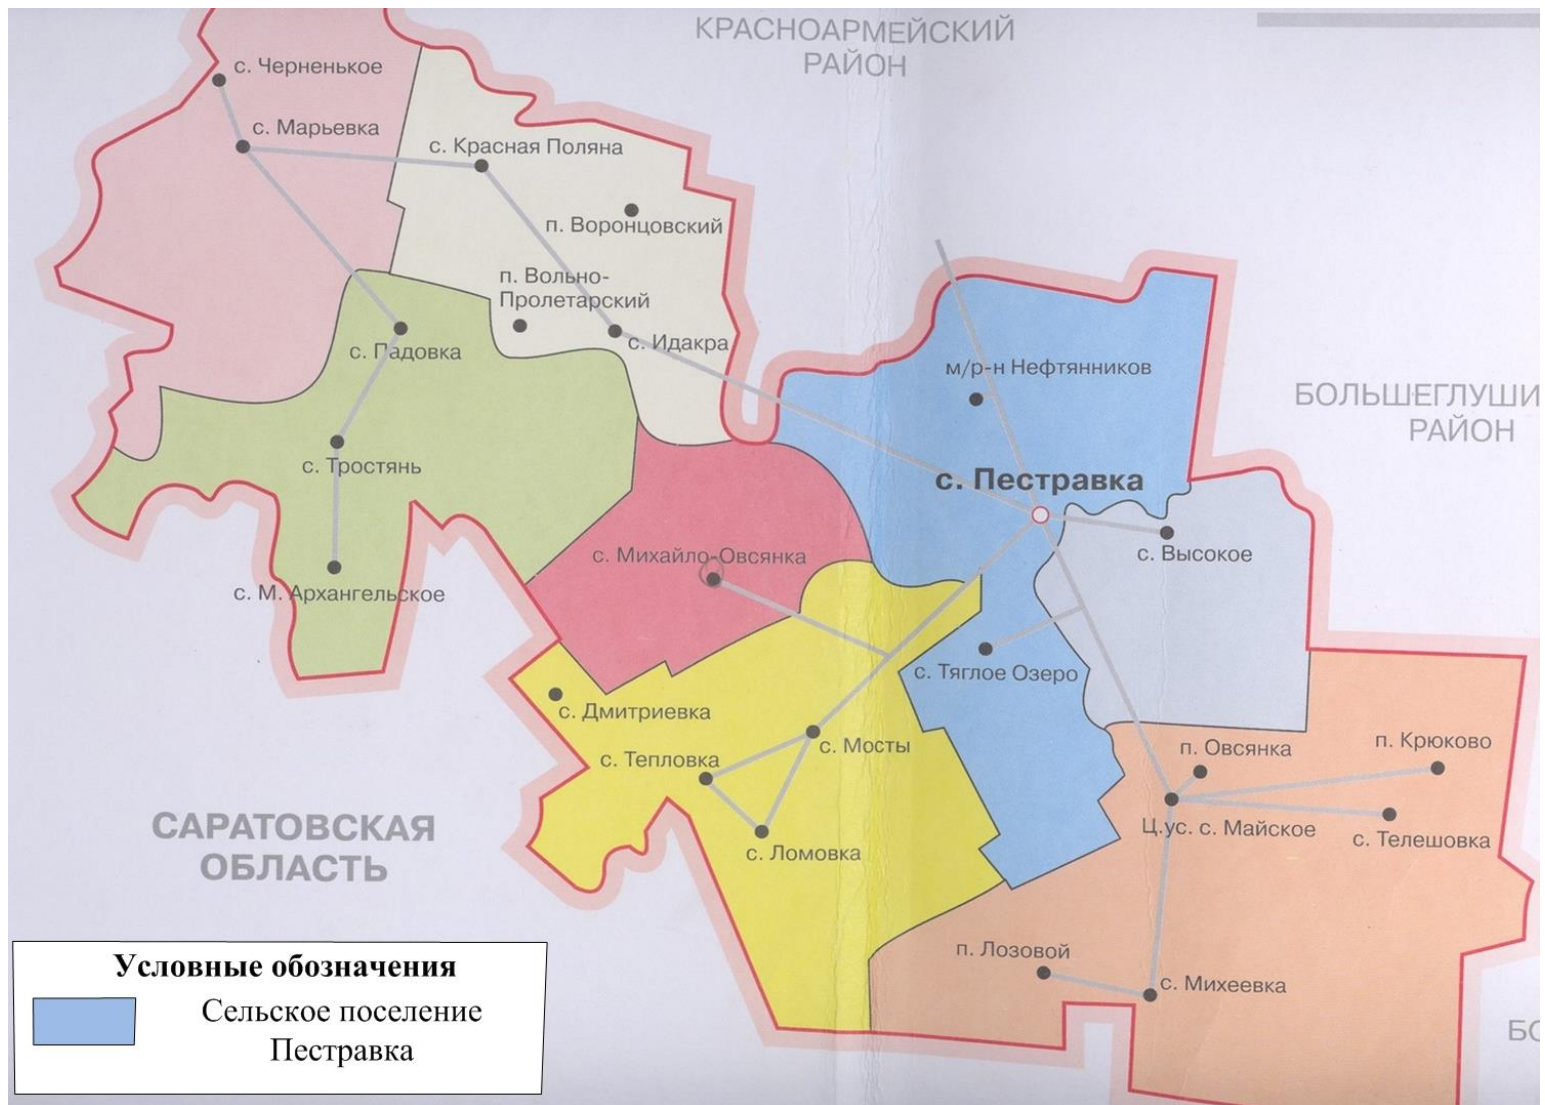 КРАСНОАРМЕЙСКИЙ
РАЙОН
с. Черненькое
с. Марьевка
с. Красная Поляна
п. Воронцовский
п. Вольно-
Пролетарский
с. Идакра
с. Падовка
м/р-н Нефтянников
БОЛЬШЕГЛУШИ
РАЙОН
с. Тростянь
с. Пестравка
с. Михайло-Овсянка
с. Высокое
с. М. Архангельское
с. Тяглое Озеро
с. Дмитриевка
с. Мосты
с. Тепловка
п. Овсянка
п. Крюково
САРАТОВСКАЯ
ОБЛАСТЬ
Ц.ус. с. Майское
с. Телешовка
с. Ломовка
п. Лозовой
с. Михеевка
БО
Условные обозначения
Сельское поселение
Пестравка